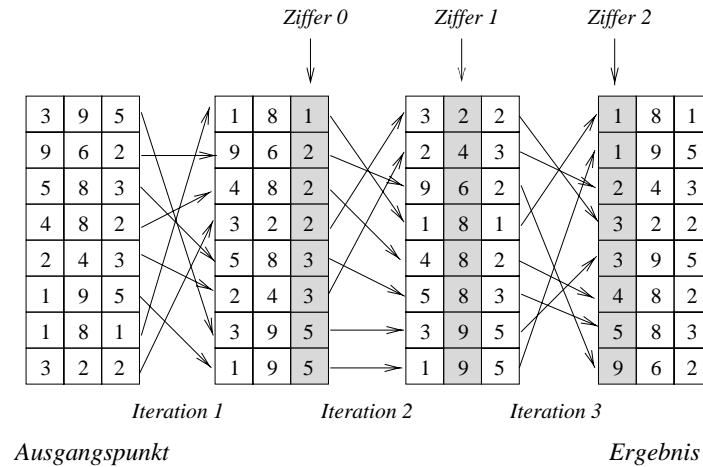 Ziffer 0 Ziffer 1 Ziffer 2
3 9 5 1 8 1 3 2 2 1 8 1
9 6 2 9 6 2 2 4 3 1 9 5
5 8 3 4 8 2 9 6 2 2 4 3
4 8 2 3 2 2 1 8 1 3 2 2
2 4 3 5 8 3 4 8 2 3 9 5
1 9 5 2 4 3 5 8 3 4 8 2
1 8 1 3 9 5 3 9 5 5 8 3
3 2 2 1 9 5 1 9 5 9 6 2
Iteration 1 Iteration 2 Iteration 3
Ausgangspunkt Ergebnis